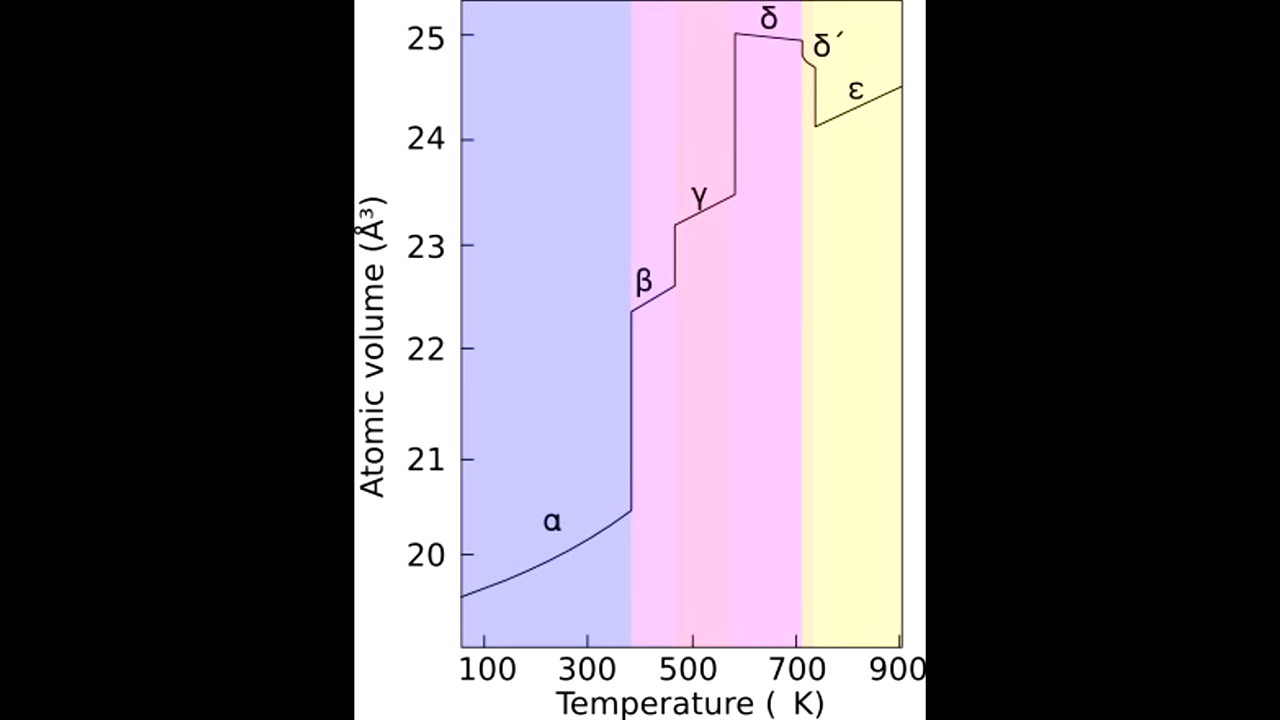 25
24
23
22
21
20
Atomic volume (Å³)
α
β
γ
δ
δ´
ε
100 300 500 700 900
Temperature ( K)